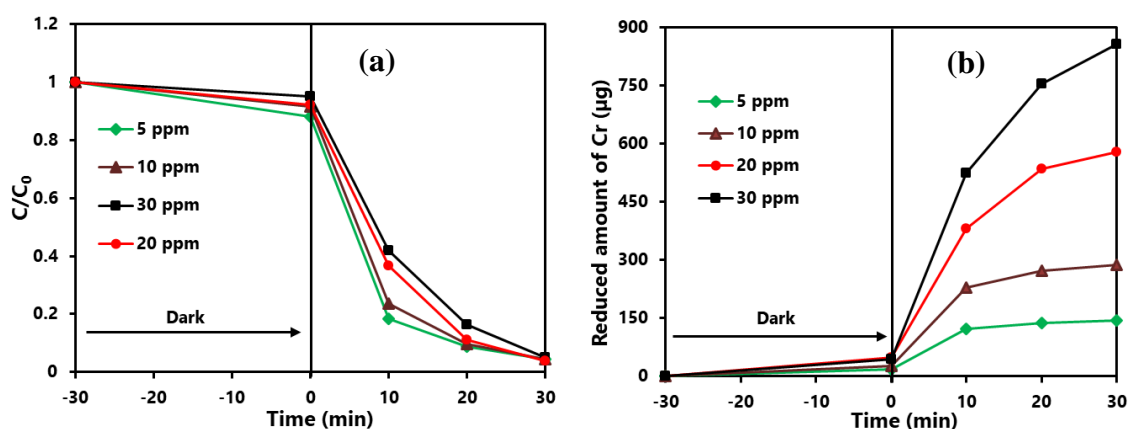 (a)
C/C₀
1.2
1
0.8
0.6
0.4
0.2
0
5 ppm
10 ppm
30 ppm
20 ppm
Dark
-30 -20 -10 0 10 20 30
Time (min)
(b)
Reduced amount of Cr (µg)
900
750
600
450
300
150
0
5 ppm
10 ppm
20 ppm
30 ppm
Dark
-30 -20 -10 0 10 20 30
Time (min)